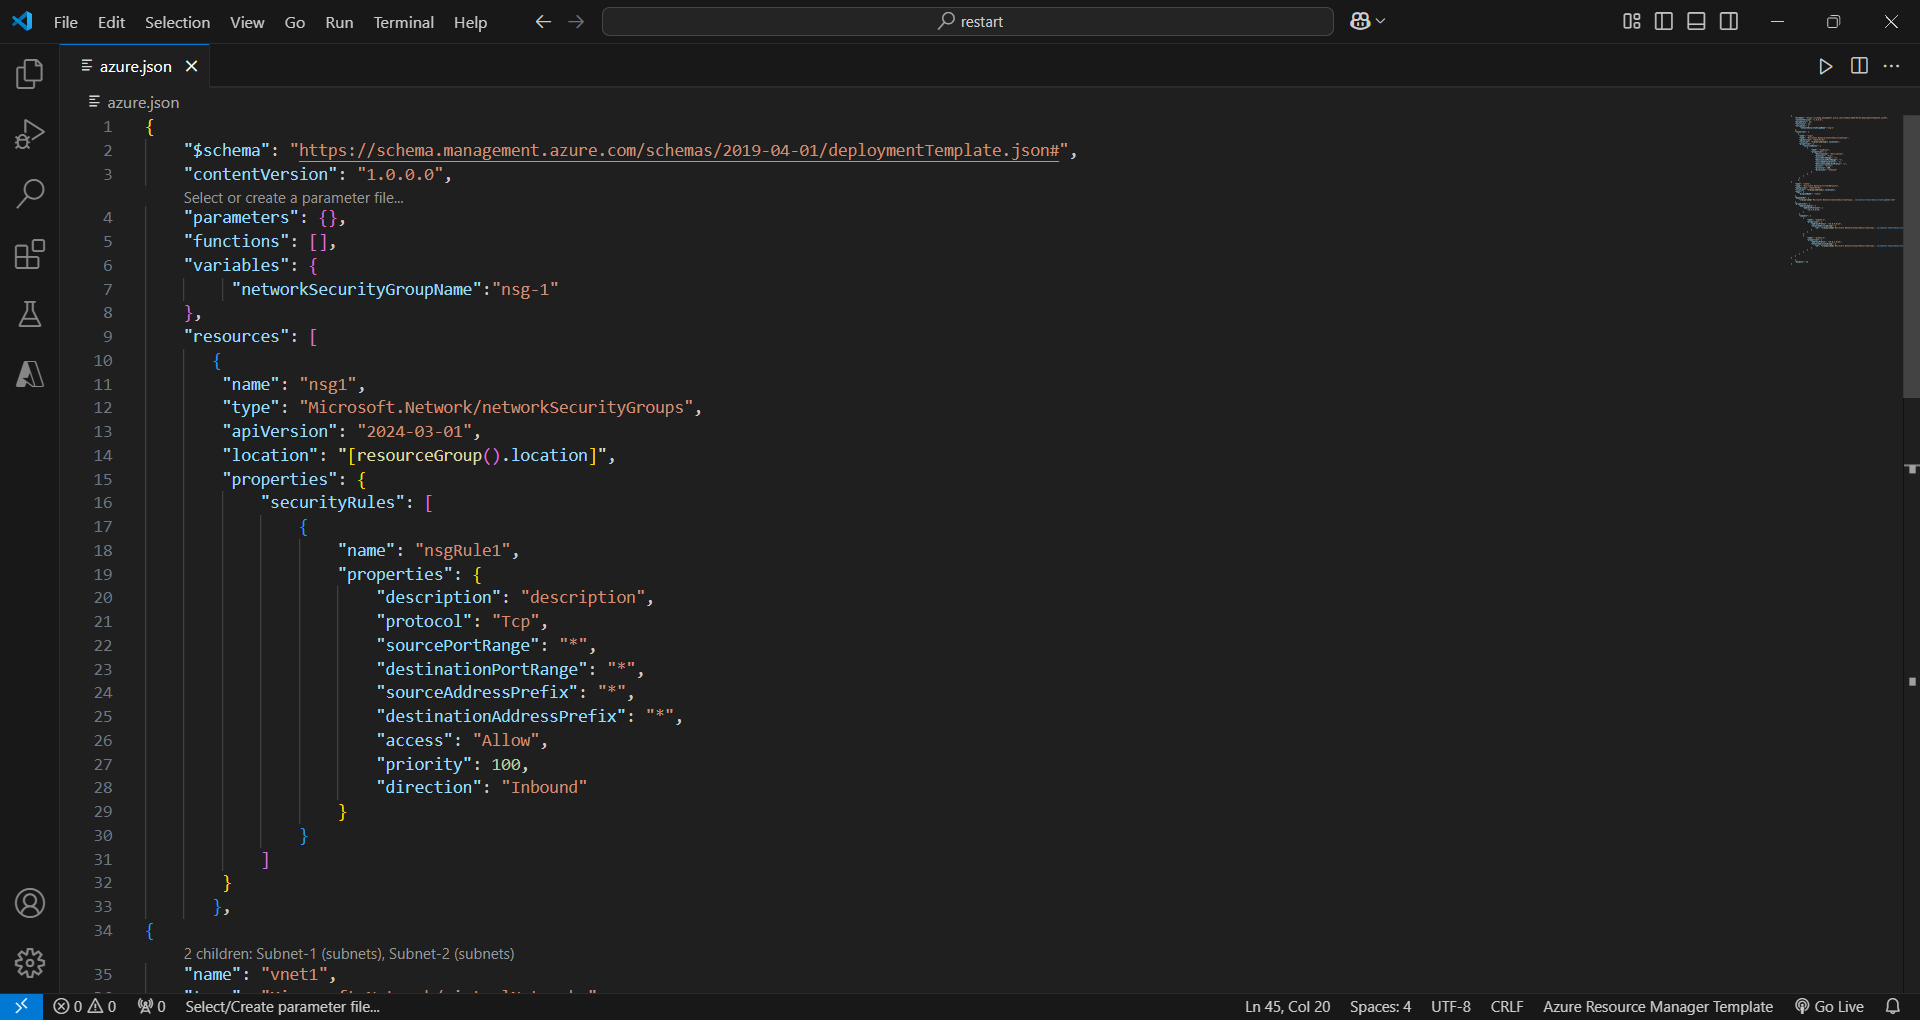 File Edit Selection View Go Run Terminal Help restart
azure.json
azure.json
1 {
2 "$schema": "https://schema.management.azure.com/schemas/2019-04-01/deploymentTemplate.json#",
3 "contentVersion": "1.0.0.0",
Select or create a parameter file...
4 "parameters": {},
5 "functions": [],
6 "variables": {
7 "networkSecurityGroupName":"nsg-1"
8 },
9 "resources": [
10 {
11 "name": "nsg1",
12 "type": "Microsoft.Network/networkSecurityGroups",
13 "apiVersion": "2024-03-01",
14 "location": "[resourceGroup().location]",
15 "properties": {
16 "securityRules": [
17 {
18 "name": "nsgRule1",
19 "properties": {
20 "description": "description",
21 "protocol": "Tcp",
22 "sourcePortRange": "*",
23 "destinationPortRange": "*",
24 "sourceAddressPrefix": "*",
25 "destinationAddressPrefix": "*",
26 "access": "Allow",
27 "priority": 100,
28 "direction": "Inbound"
29 }
30 }
31 ]
32 }
33 },
34 {
2 children: Subnet-1 (subnets), Subnet-2 (subnets)
35 "name": "vnet1",
0 0 0 Select/Create parameter file... Ln 45, Col 20 Spaces: 4 UTF-8 CRLF Azure Resource Manager Template Go Live